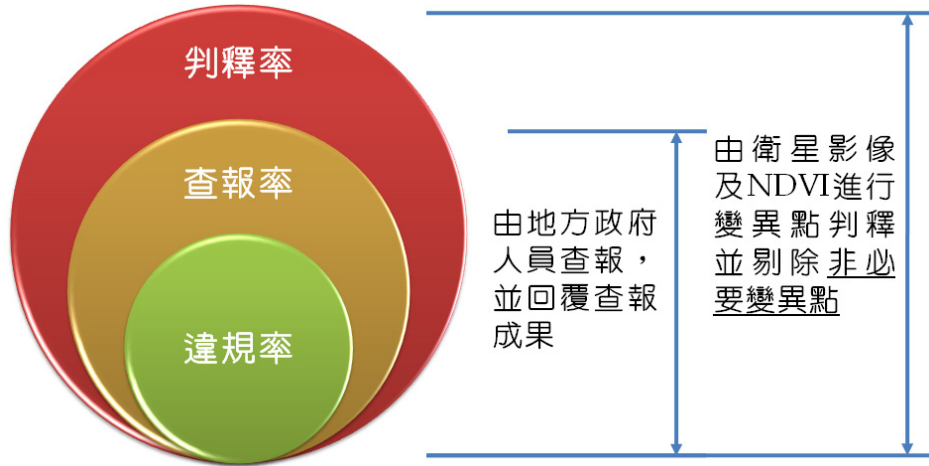 判釋率
查報率
違規率
由地方政府
人員查報，
並回覆查報
成果
由衛星影像
及NDVI進行
變異點判釋
並剔除非必
要變異點